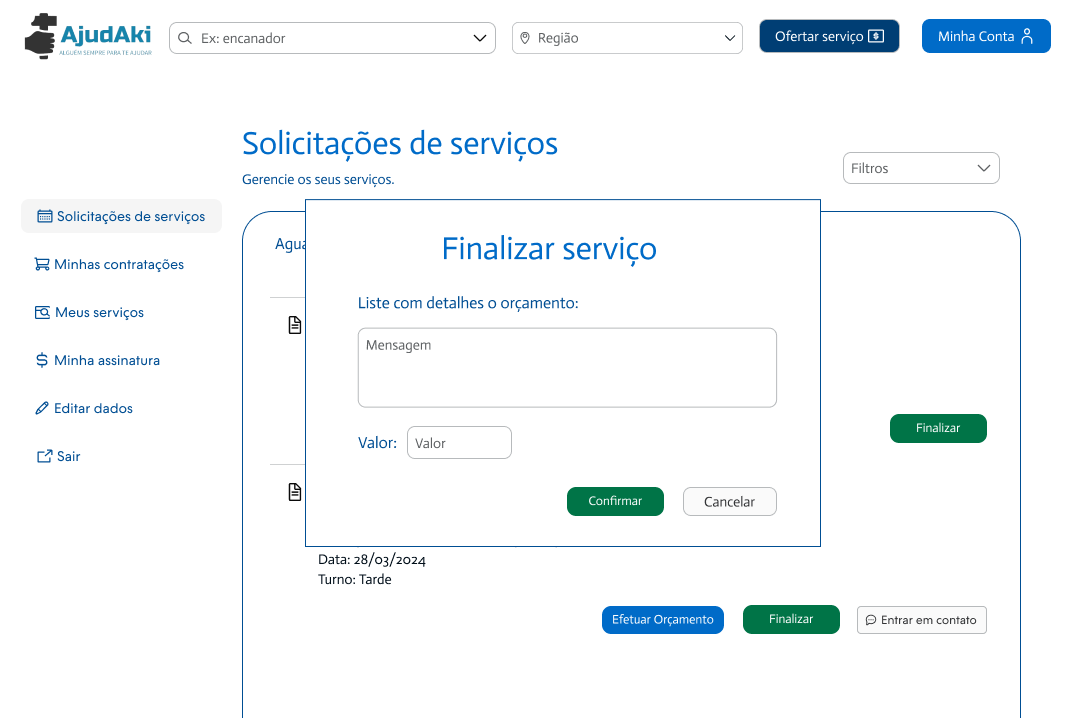 AjudAki
ALGUÉM SEMPRE PARA TE AJUDAR
Ex: encanador
Região
Ofertar serviço
Minha Conta
Solicitações de serviços
Gerencie os seus serviços.
Filtros
Solicitações de serviços
Minhas contratações
Meus serviços
Minha assinatura
Editar dados
Sair
Finalizar serviço
Liste com detalhes o orçamento:
Mensagem
Valor: Valor
Confirmar
Cancelar
Finalizar
Data: 28/03/2024
Turno: Tarde
Efetuar Orçamento
Finalizar
Entrar em contato